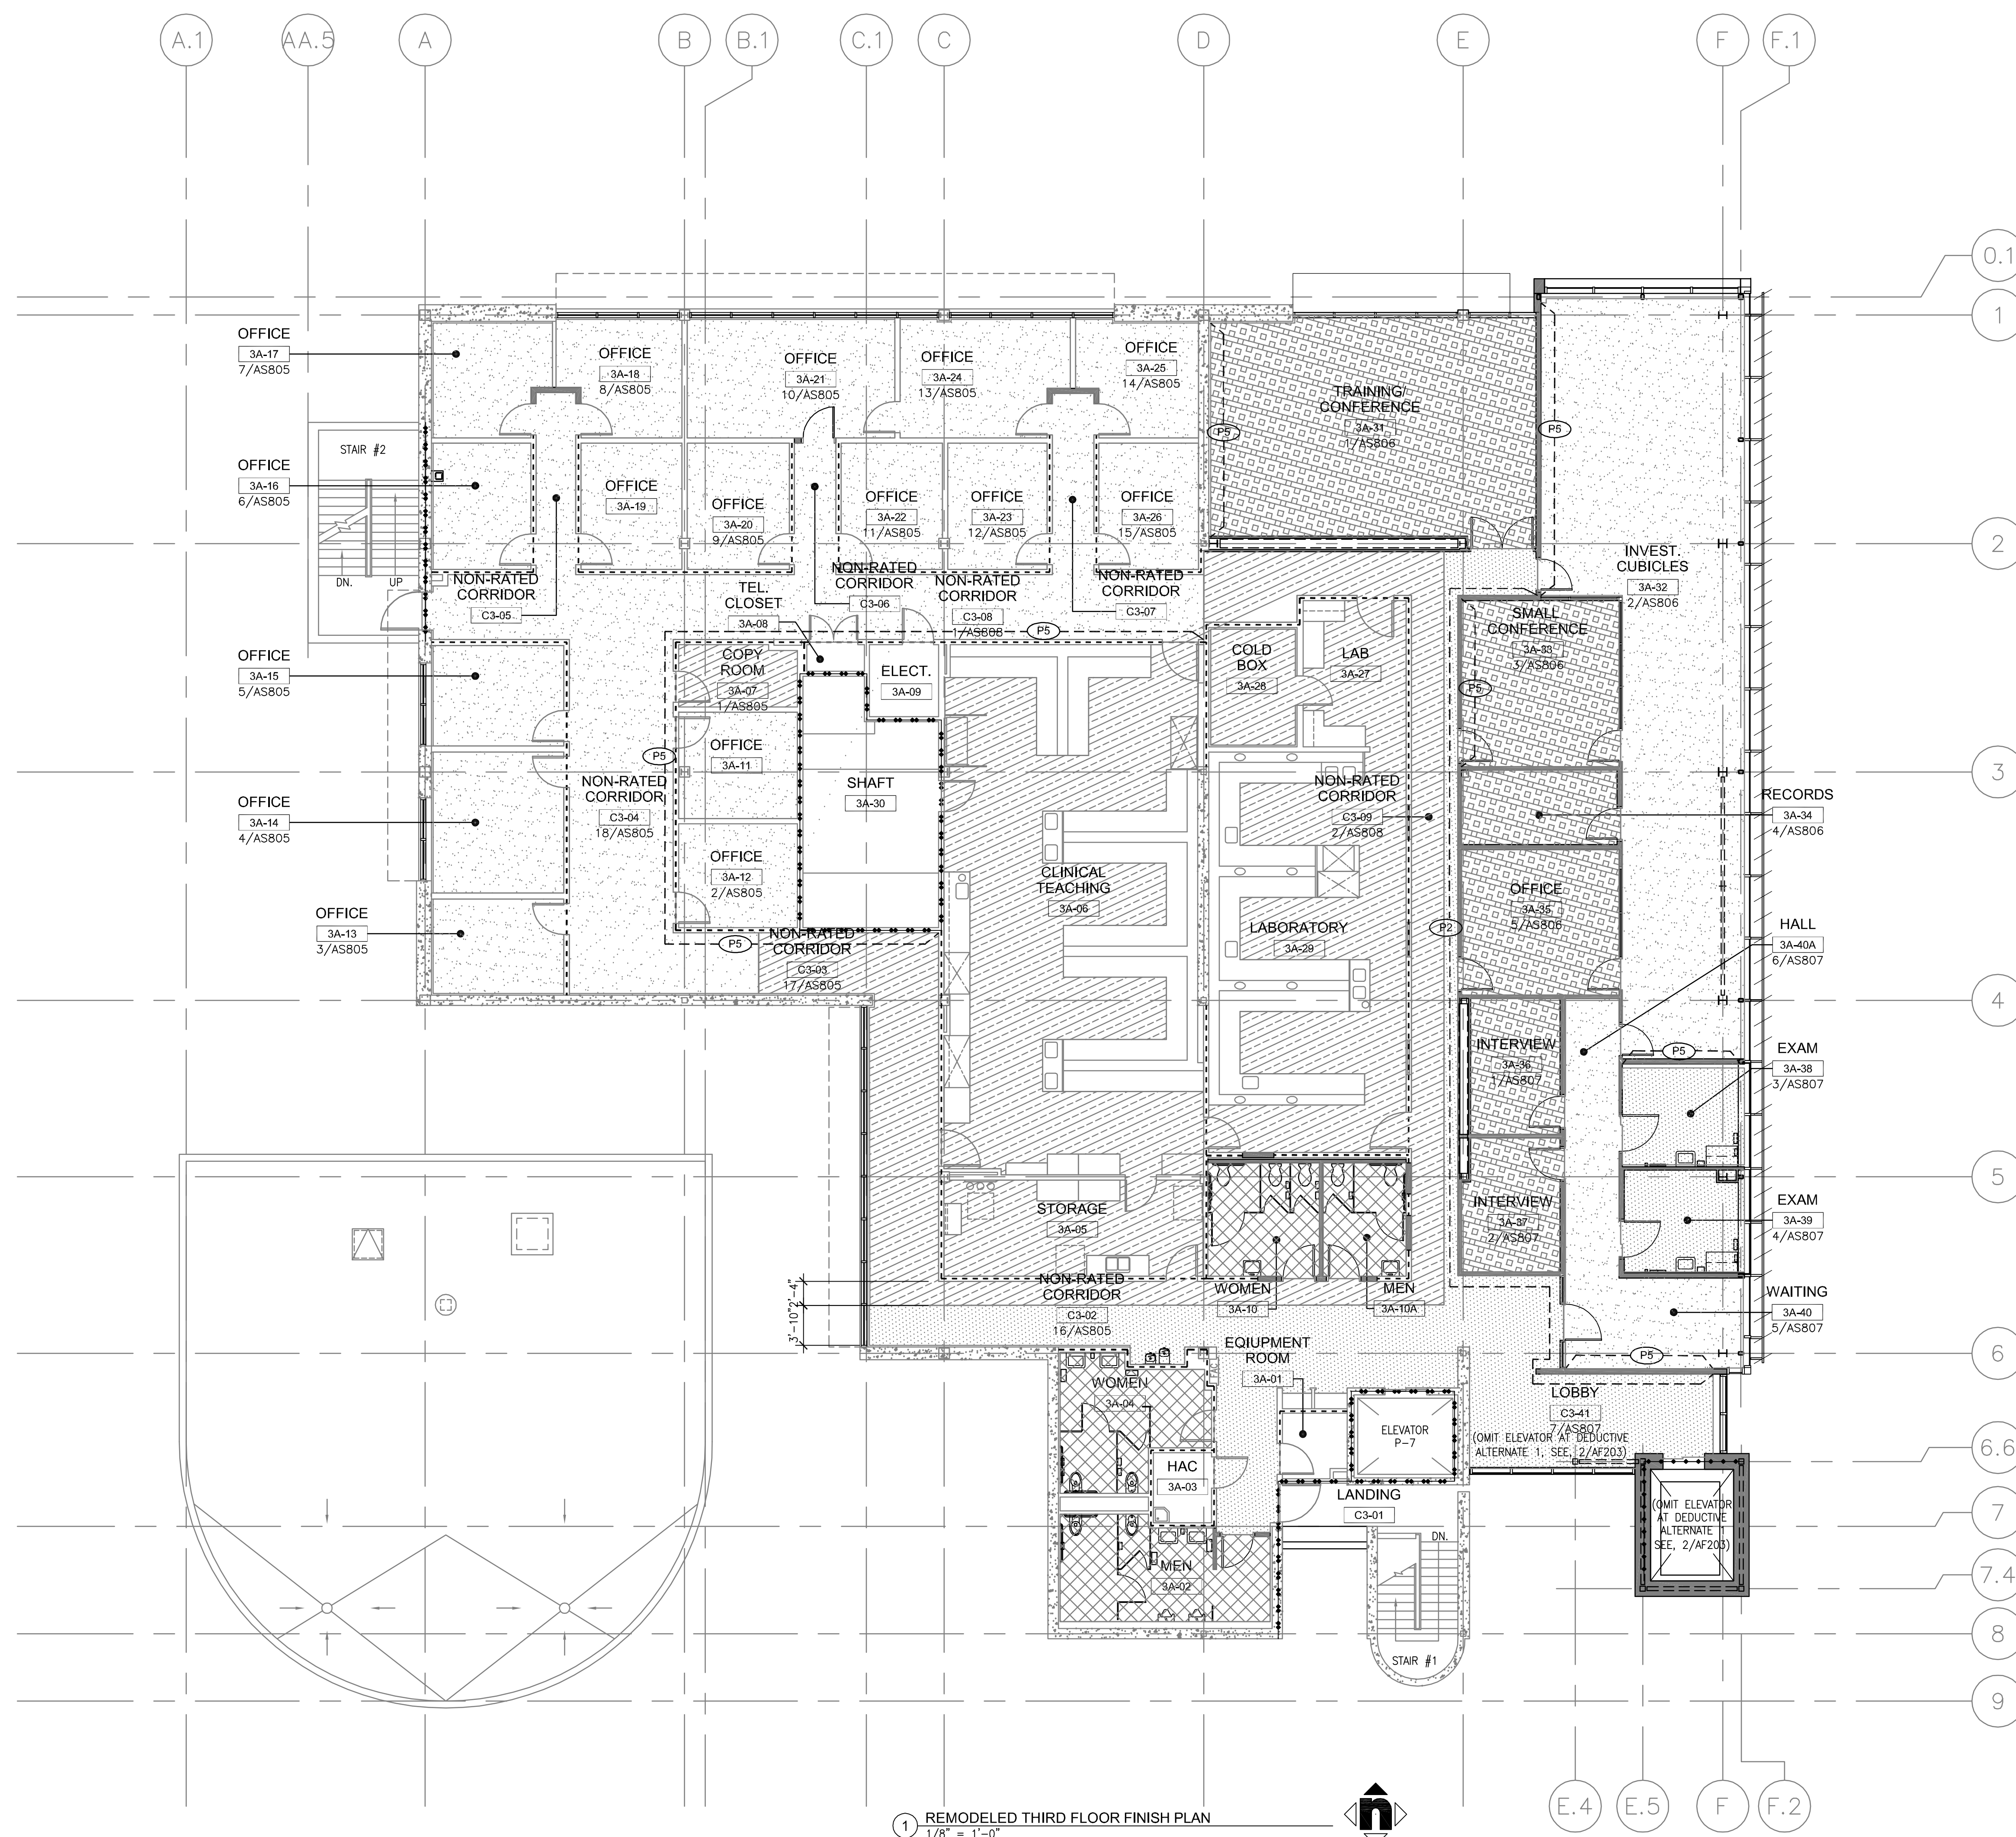 A.1
AA.5
A
B
B.1
C.1
C
D
E
F
F.1
0.1
1
2
3
4
5
6
6.6
7
7.4
8
9
OFFICE
3A-17
7/AS805
OFFICE
3A-18
8/AS805
OFFICE
3A-21
10/AS805
OFFICE
3A-24
13/AS805
OFFICE
3A-25
14/AS805
TRAINING/
CONFERENCE
3A-31
1/AS806
P5
P5
STAIR #2
DN.
UP
OFFICE
3A-16
6/AS805
OFFICE
3A-19
OFFICE
3A-20
9/AS805
OFFICE
3A-22
11/AS805
OFFICE
3A-23
12/AS805
OFFICE
3A-26
15/AS805
INVEST.
CUBICLES
3A-32
2/AS806
NON-RATED
CORRIDOR
C3-05
TEL.
CLOSET
3A-08
NON-RATED
CORRIDOR
C3-06
NON-RATED
CORRIDOR
C3-08
1/AS808
NON-RATED
CORRIDOR
C3-07
P5
OFFICE
3A-15
5/AS805
COPY
ROOM
3A-07
1/AS805
ELECT.
3A-09
COLD
BOX
3A-28
LAB
3A-27
SMALL
CONFERENCE
3A-33
3/AS806
P5
OFFICE
3A-14
4/AS805
NON-RATED
CORRIDOR
C3-04
18/AS805
P5
OFFICE
3A-11
SHAFT
3A-30
NON-RATED
CORRIDOR
C3-09
2/AS808
RECORDS
3A-34
4/AS806
OFFICE
3A-12
2/AS805
CLINICAL
TEACHING
3A-06
OFFICE
3A-35
5/AS806
OFFICE
3A-13
3/AS805
P5
NON-RATED
CORRIDOR
C3-03
17/AS805
LABORATORY
3A-29
P2
HALL
3A-40A
6/AS807
INTERVIEW
3A-36
1/AS807
P5
EXAM
3A-38
3/AS807
STORAGE
3A-05
INTERVIEW
3A-37
2/AS807
EXAM
3A-39
4/AS807
2'-4"
3'-10"
NON-RATED
CORRIDOR
C3-02
16/AS805
WOMEN
3A-10
MEN
3A-10A
WAITING
3A-40
5/AS807
P5
EQIUPMENT
ROOM
3A-01
WOMEN
3A-04
LOBBY
C3-41
7/AS807
(OMIT ELEVATOR AT DEDUCTIVE
ALTERNATE 1, SEE, 2/AF203)
ELEVATOR
P-7
HAC
3A-03
LANDING
C3-01
DN.
(OMIT ELEVATOR
AT DEDUCTIVE
ALTERNATE 1
SEE, 2/AF203)
MEN
3A-02
STAIR #1
E.4
E.5
F
F.2
1
REMODELED THIRD FLOOR FINISH PLAN
1/8" = 1'-0"
n